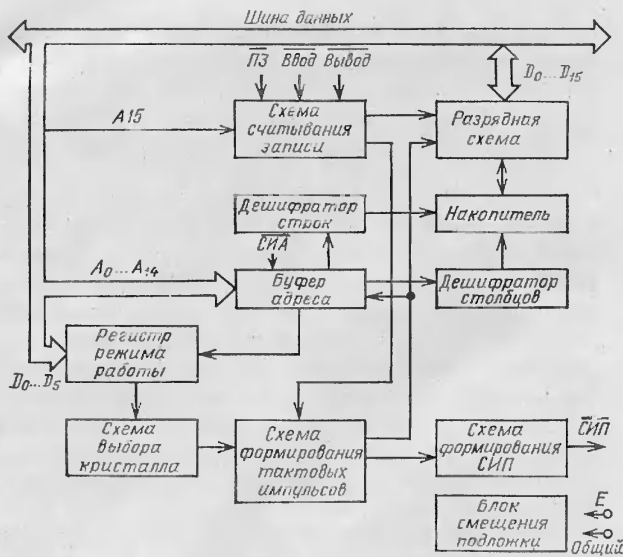 Шина данных
ПЗ Ввод Вывод
D0...D15
A15
Схема
считывания
записи
Разрядная
схема
Дешифратор
строк
Накопитель
СИА
A0...A14
Буфер
адреса
Дешифратор
столбцов
Регистр
режима
работы
D0...D5
Схема
выбора
кристалла
Схема
формирования
тактовых
импульсов
Схема
формирования
СИП
СИП
Блок
смещения
подложки
E
Общий